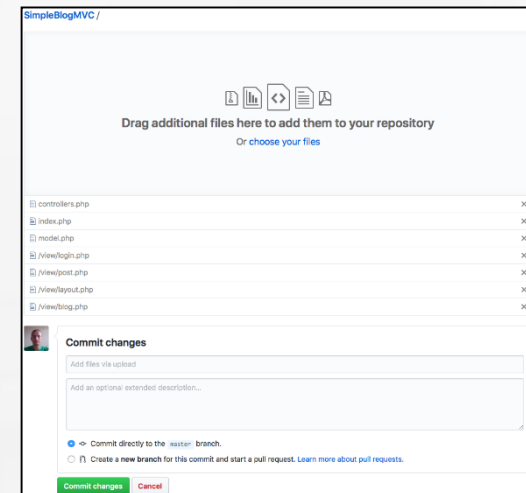 SimpleBlogMVC /
Drag additional files here to add them to your repository
Or choose your files
controllers.php
index.php
model.php
/view/login.php
/view/post.php
/view/layout.php
/view/blog.php
Commit changes
Add files via upload
Add an optional extended description...
Commit directly to the master branch.
Create a new branch for this commit and start a pull request. Learn more about pull requests.
Commit changes Cancel